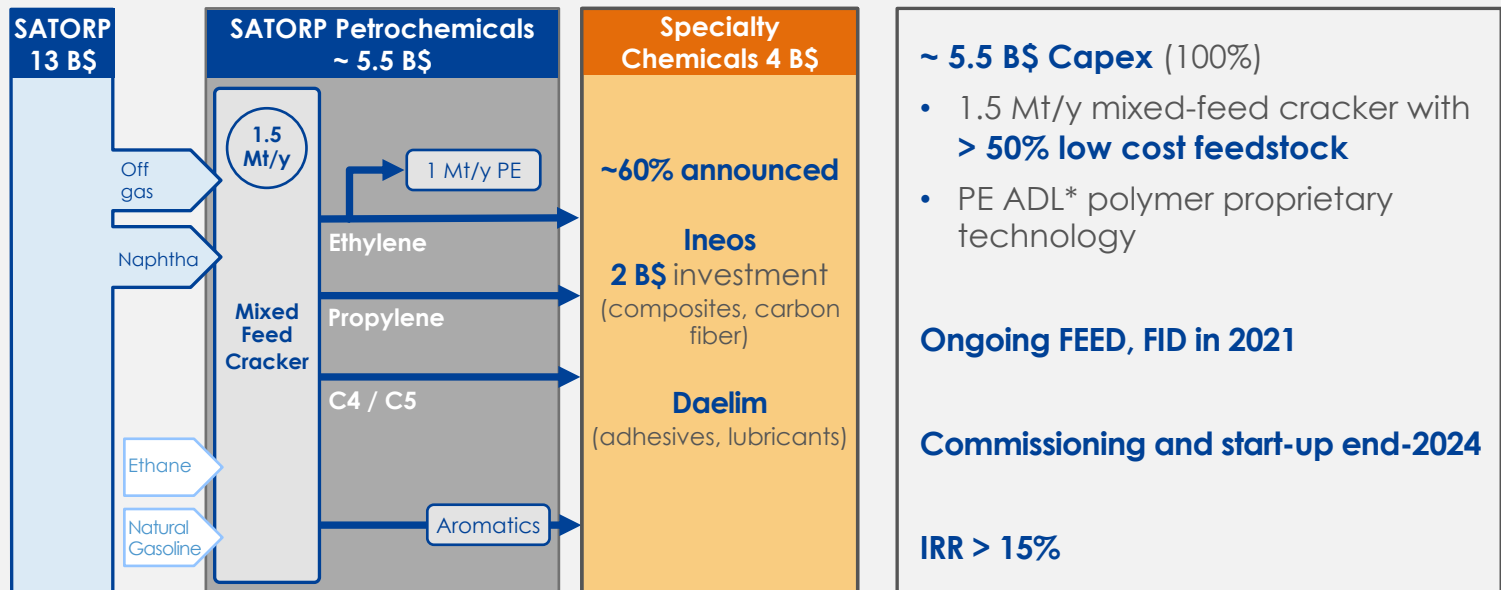 SATORP
13 B$
SATORP Petrochemicals
~ 5.5 B$
Specialty
Chemicals 4 B$
Off
gas
Naphtha
Ethane
Natural
Gasoline
1.5
Mt/y
Mixed
Feed
Cracker
1 Mt/y PE
Ethylene
Propylene
C4 / C5
Aromatics
~60% announced
Ineos
2 B$ investment
(composites, carbon
fiber)
Daelim
(adhesives, lubricants)
~ 5.5 B$ Capex (100%)
• 1.5 Mt/y mixed-feed cracker with
> 50% low cost feedstock
• PE ADL* polymer proprietary
technology
Ongoing FEED, FID in 2021
Commissioning and start-up end-2024
IRR > 15%